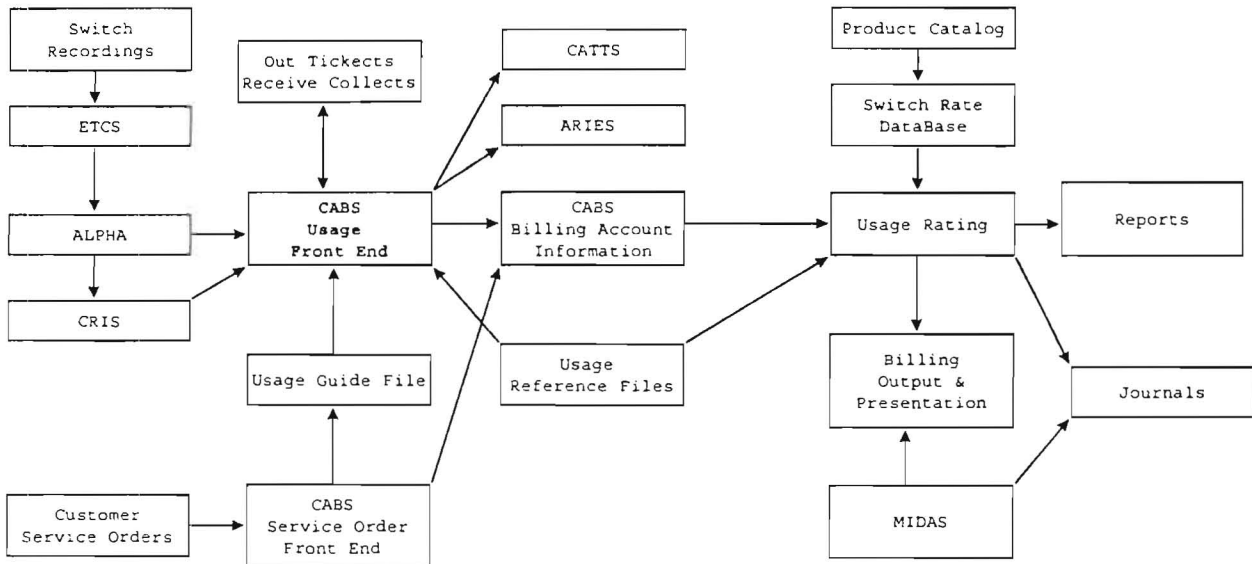 Switch
Recordings
ETCS
ALPHA
CRIS
Out Tickects
Receive Collects
CABS
Usage
Front End
Usage Guide File
Customer
Service Orders
CABS
Service Order
Front End
CATTS
ARIES
CABS
Billing Account
Information
Usage
Reference Files
Product Catalog
Switch Rate
DataBase
Usage Rating
Reports
Billing
Output &
Presentation
Journals
MIDAS